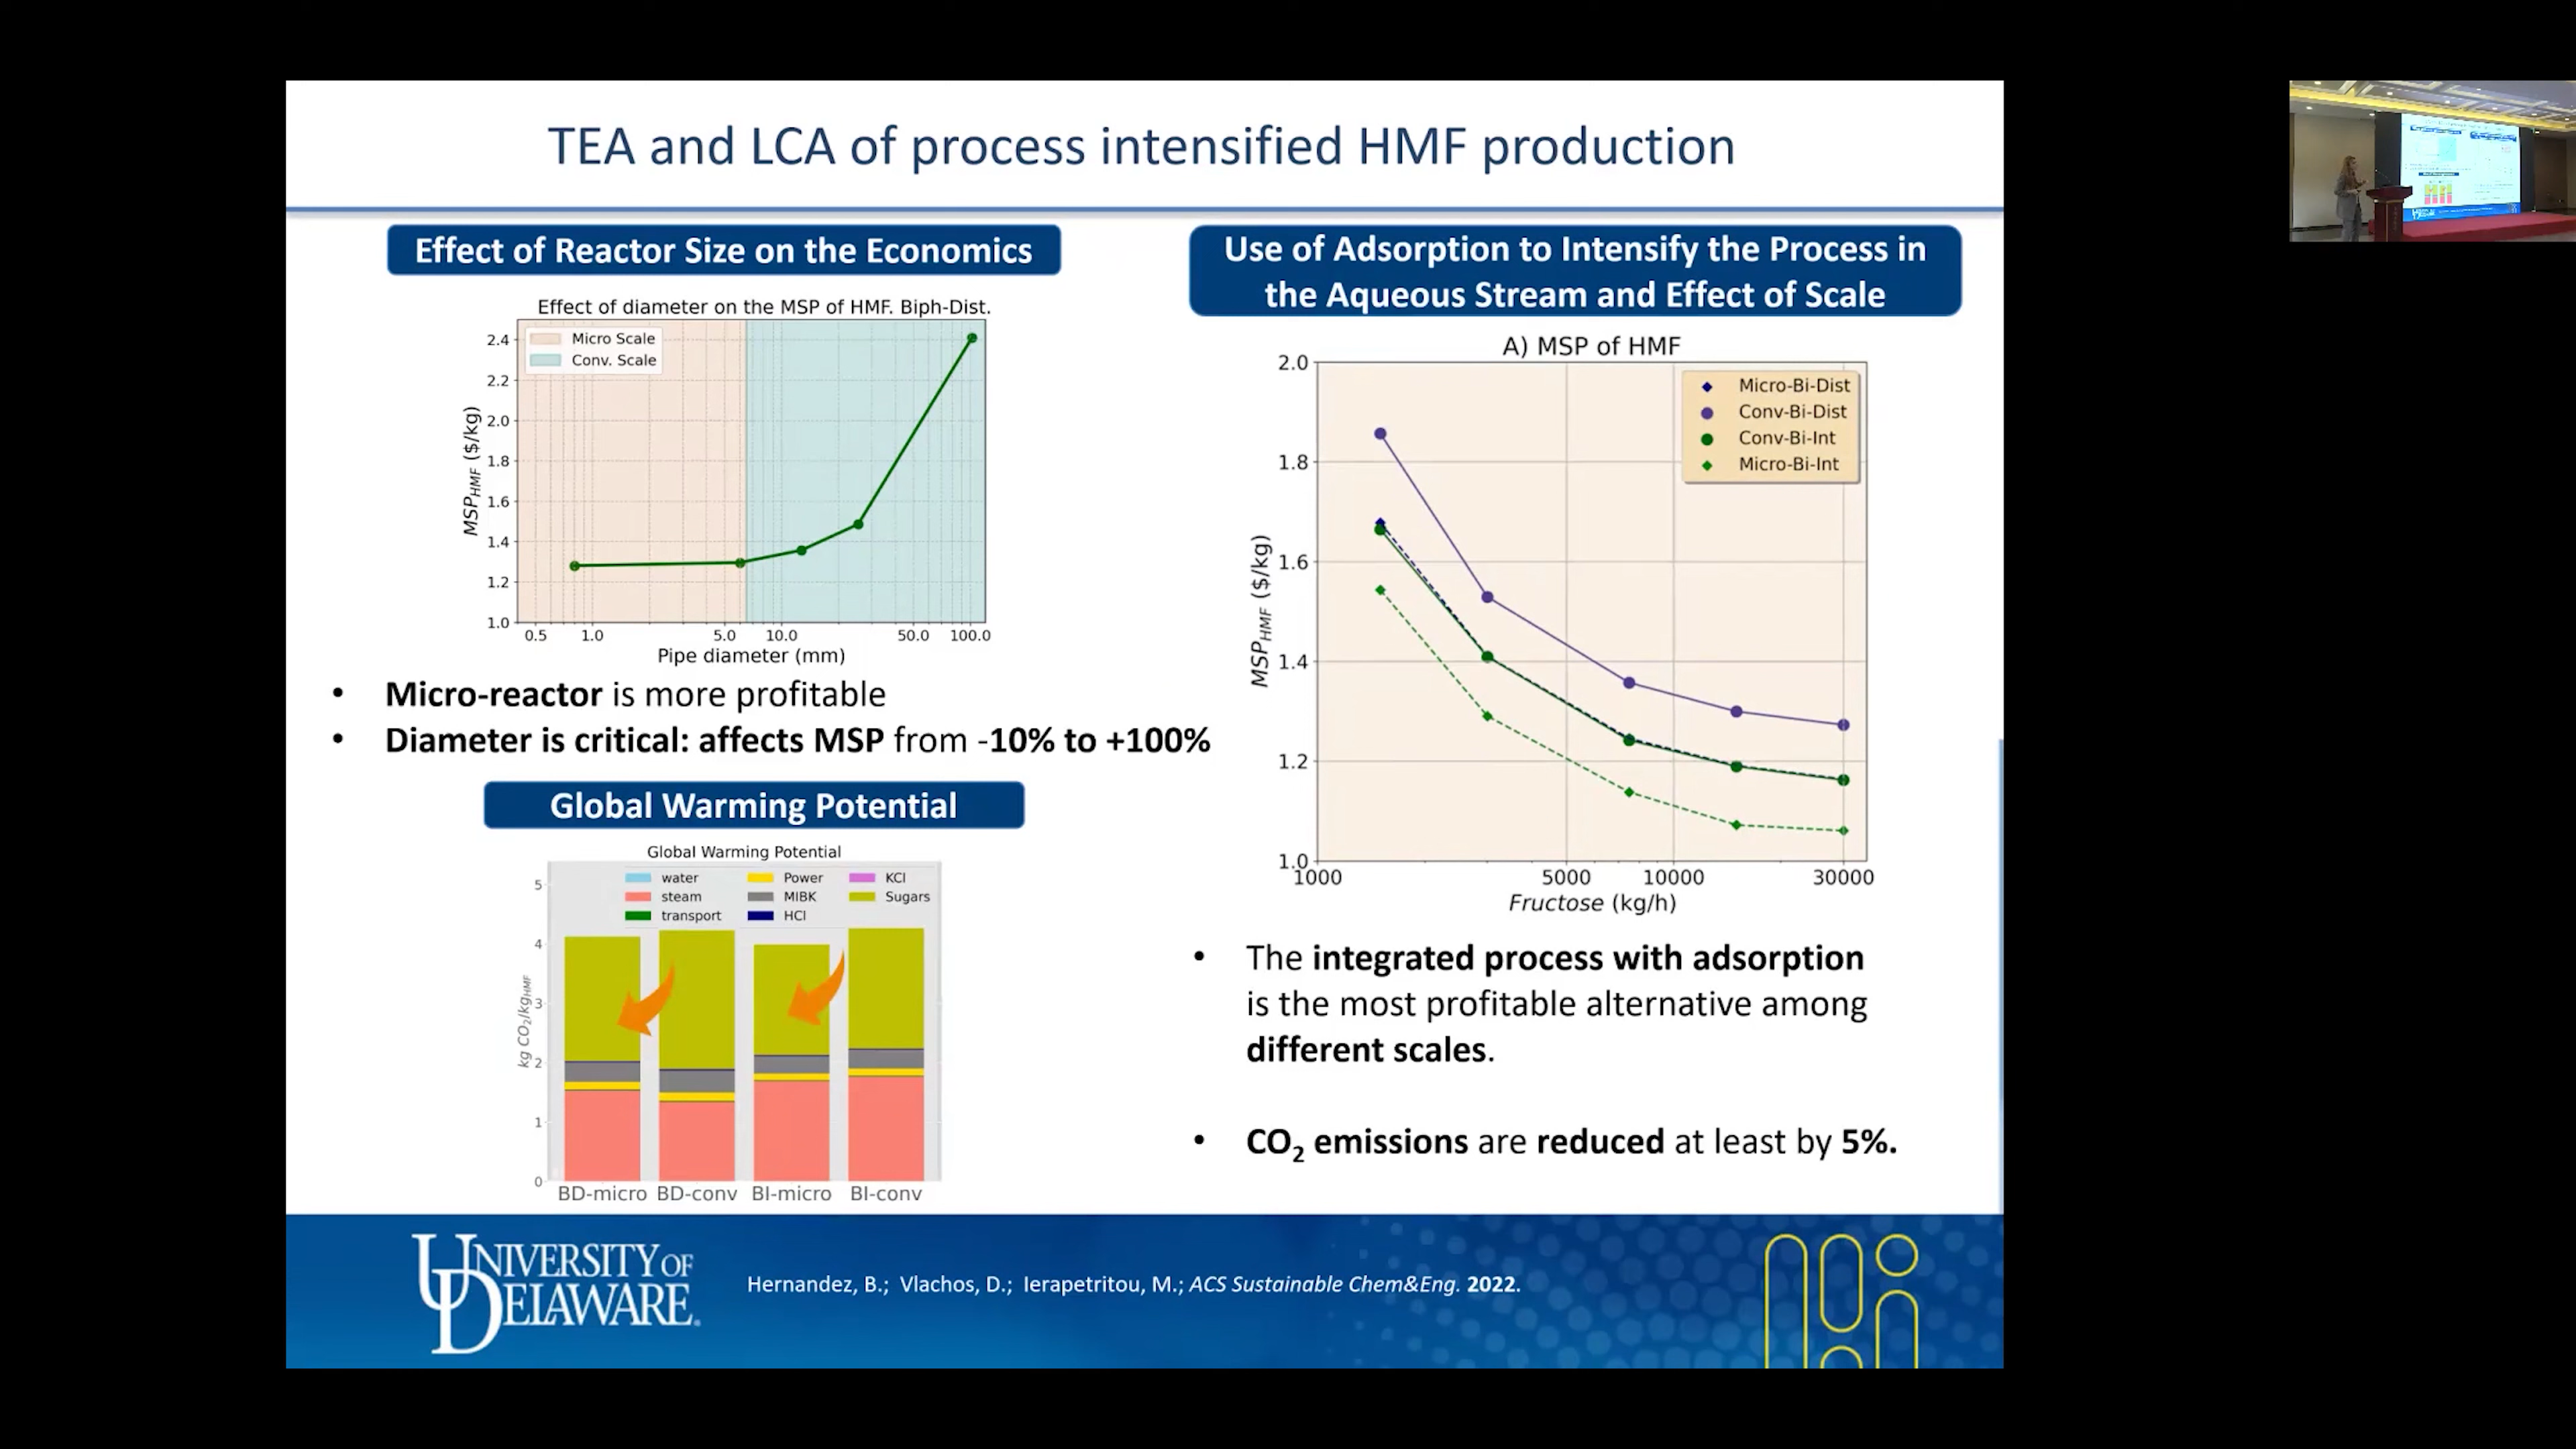 TEA and LCA of process intensified HMF production
Effect of Reactor Size on the Economics
Effect of diameter on the MSP of HMF. Biph-Dist.
Micro Scale
Conv. Scale
MSP_HMF ($/kg)
2.4
2.2
2.0
1.8
1.6
1.4
1.2
1.0
0.5 1.0 5.0 10.0 50.0 100.0
Pipe diameter (mm)
• Micro-reactor is more profitable
• Diameter is critical: affects MSP from -10% to +100%
Global Warming Potential
Global Warming Potential
water Power KCl
steam MIBK Sugars
transport HCl
kg CO2/kgHMF
5
4
3
2
1
0
BD-micro BD-conv BI-micro BI-conv
Use of Adsorption to Intensify the Process in
the Aqueous Stream and Effect of Scale
A) MSP of HMF
Micro-Bi-Dist
Conv-Bi-Dist
Conv-Bi-Int
Micro-Bi-Int
MSP_HMF ($/kg)
2.0
1.8
1.6
1.4
1.2
1.0
1000 5000 10000 30000
Fructose (kg/h)
• The integrated process with adsorption
is the most profitable alternative among
different scales.
• CO2 emissions are reduced at least by 5%.
UNIVERSITY OF
DELAWARE.
Hernandez, B.; Vlachos, D.; Ierapetritou, M.; ACS Sustainable Chem&Eng. 2022.